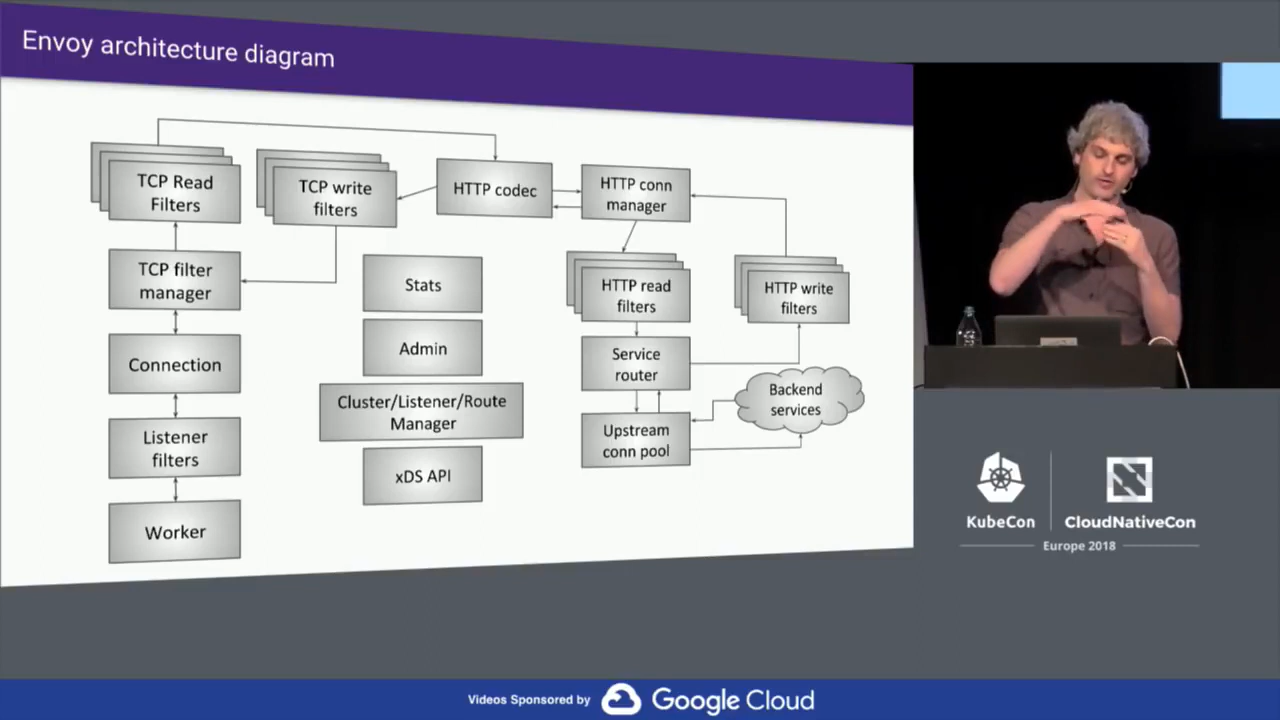 Envoy architecture diagram
TCP Read
Filters
TCP write
filters
HTTP codec
HTTP conn
manager
TCP filter
manager
Stats
HTTP read
filters
HTTP write
filters
Connection
Admin
Service
router
Cluster/Listener/Route
Manager
Backend
services
Listener
filters
Upstream
conn pool
xDS API
Worker
KubeCon
CloudNativeCon
Europe 2018
Videos Sponsored by
Google Cloud